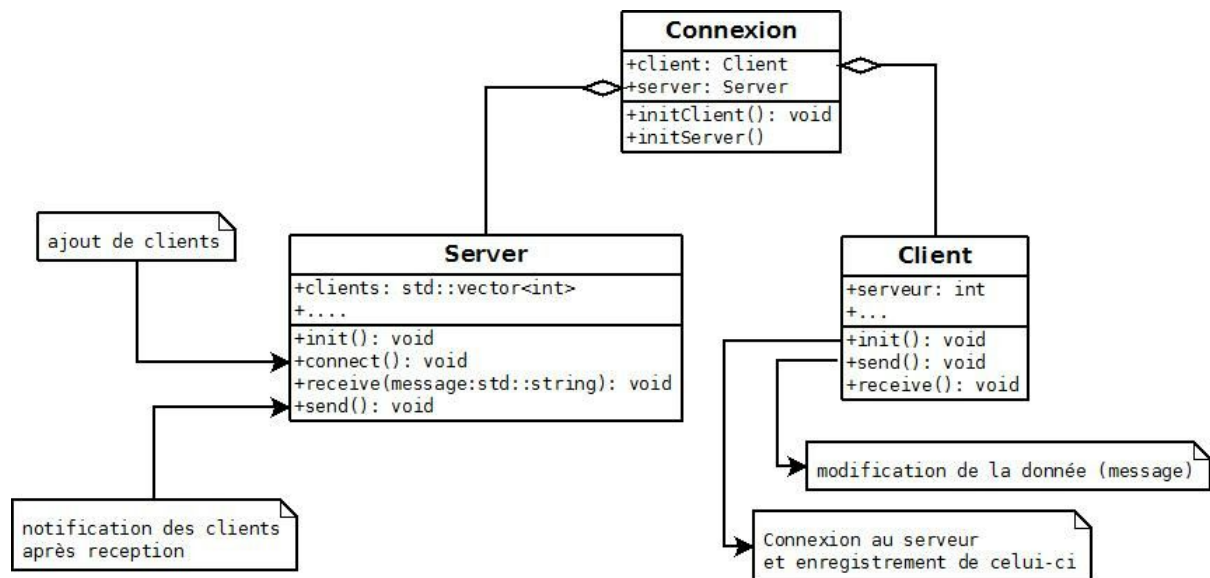 Connexion
+client: Client
+server: Server
+initClient(): void
+initServer()
ajout de clients
Server
+clients: std::vector<int>
+....
+init(): void
+connect(): void
+receive(message:std::string): void
+send(): void
Client
+serveur: int
+...
+init(): void
+send(): void
+receive(): void
modification de la donnée (message)
notification des clients
après reception
Connexion au serveur
et enregistrement de celui-ci